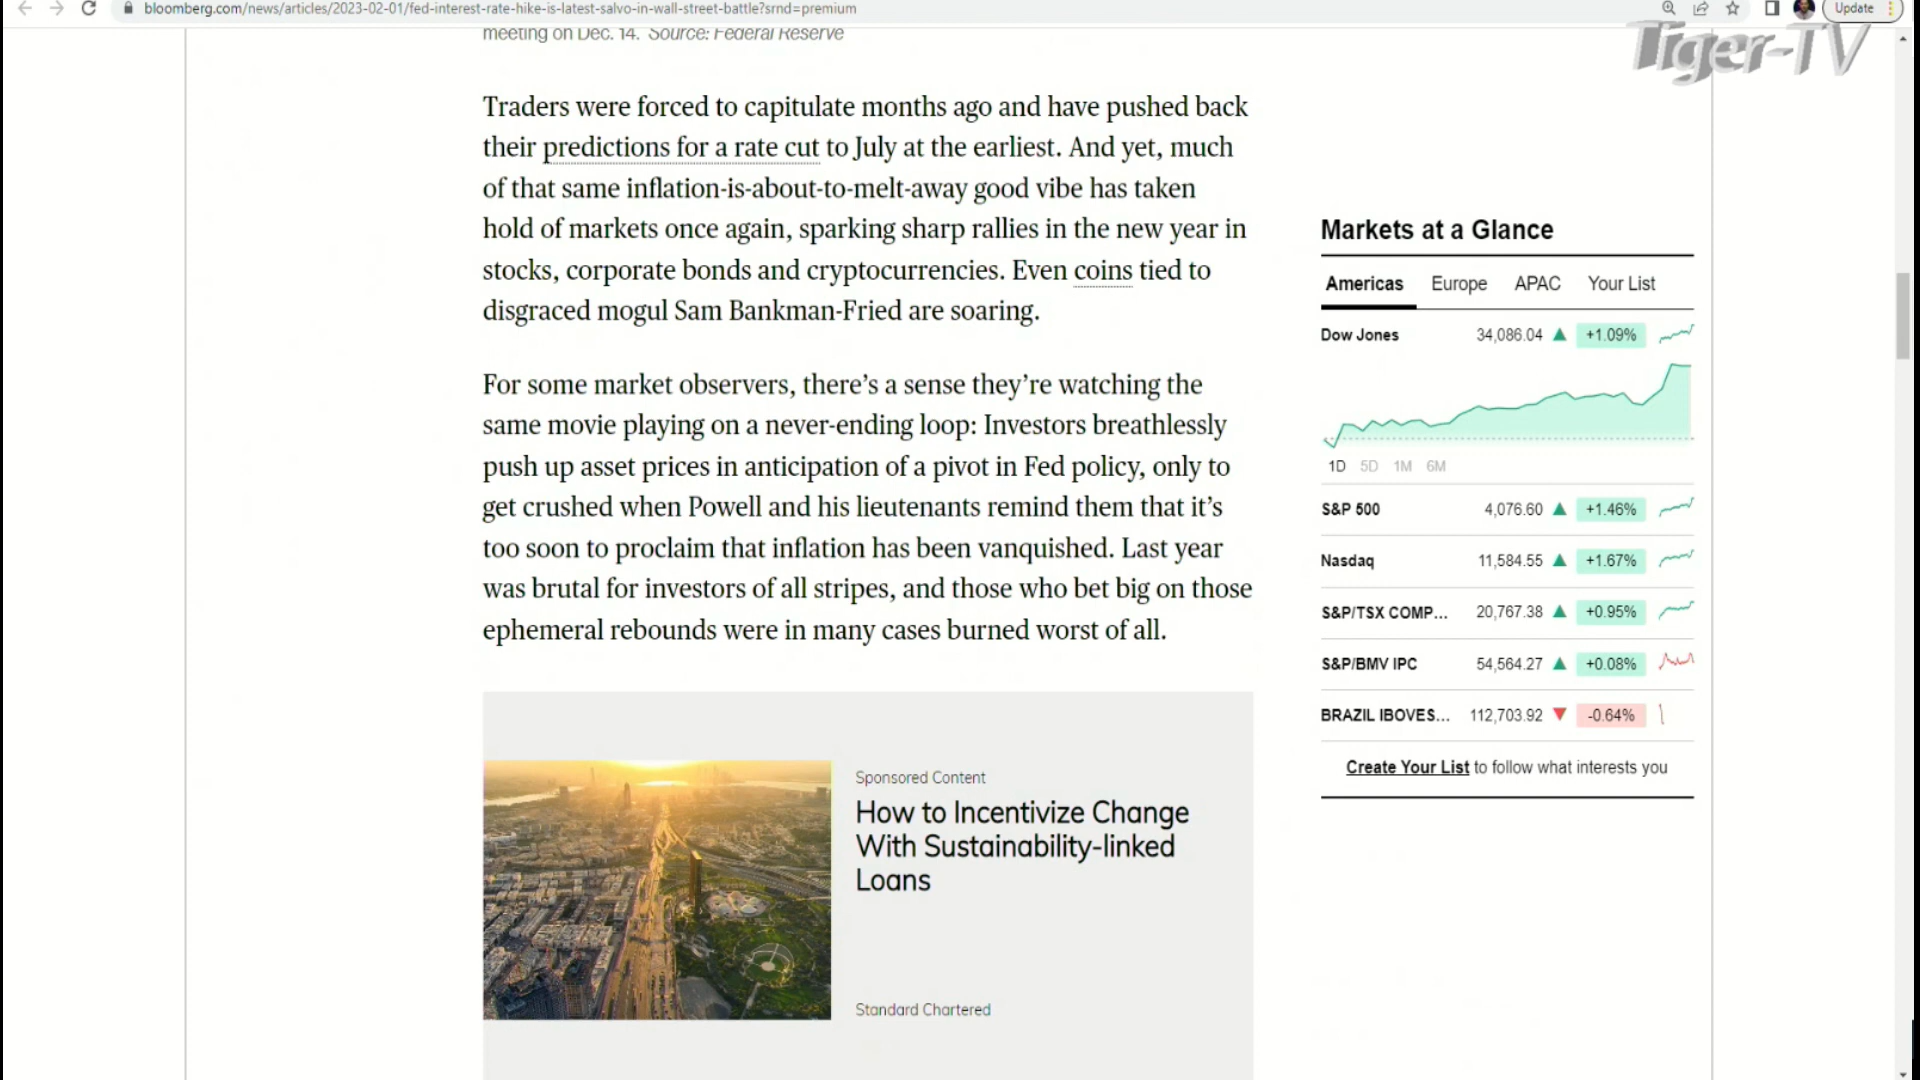 bloomberg.com/news/articles/2023-02-01/fed-interest-rate-hike-is-latest-salvo-in-wall-street-battle?srnd=premium
Update
Tiger-TV
meeting on Dec. 14. Source: Federal Reserve
Traders were forced to capitulate months ago and have pushed back
their predictions for a rate cut to July at the earliest. And yet, much
of that same inflation-is-about-to-melt-away good vibe has taken
hold of markets once again, sparking sharp rallies in the new year in
stocks, corporate bonds and cryptocurrencies. Even coins tied to
disgraced mogul Sam Bankman-Fried are soaring.
For some market observers, there's a sense they're watching the
same movie playing on a never-ending loop: Investors breathlessly
push up asset prices in anticipation of a pivot in Fed policy, only to
get crushed when Powell and his lieutenants remind them that it's
too soon to proclaim that inflation has been vanquished. Last year
was brutal for investors of all stripes, and those who bet big on those
ephemeral rebounds were in many cases burned worst of all.
Sponsored Content
How to Incentivize Change
With Sustainability-linked
Loans
Standard Chartered
Markets at a Glance
Americas Europe APAC Your List
Dow Jones 34,086.04 ▲ +1.09%
1D 5D 1M 6M
S&P 500 4,076.60 ▲ +1.46%
Nasdaq 11,584.55 ▲ +1.67%
S&P/TSX COMP... 20,767.38 ▲ +0.95%
S&P/BMV IPC 54,564.27 ▲ +0.08%
BRAZIL IBOVES... 112,703.92 ▼ -0.64%
Create Your List to follow what interests you